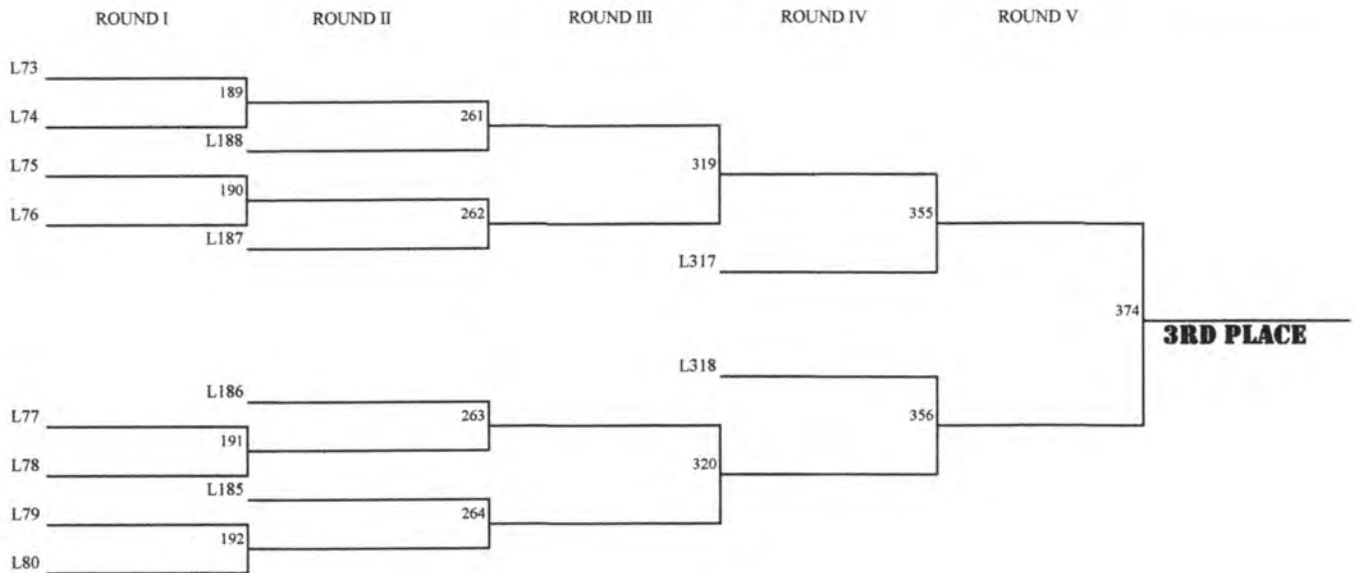 ROUND I ROUND II ROUND III ROUND IV ROUND V
L73
189
L74
261
L188
L75
319
190
L76
262
355
L187
L317
374
3RD PLACE
L318
L186
L77
263
356
191
L78
320
L185
L79
264
192
L80